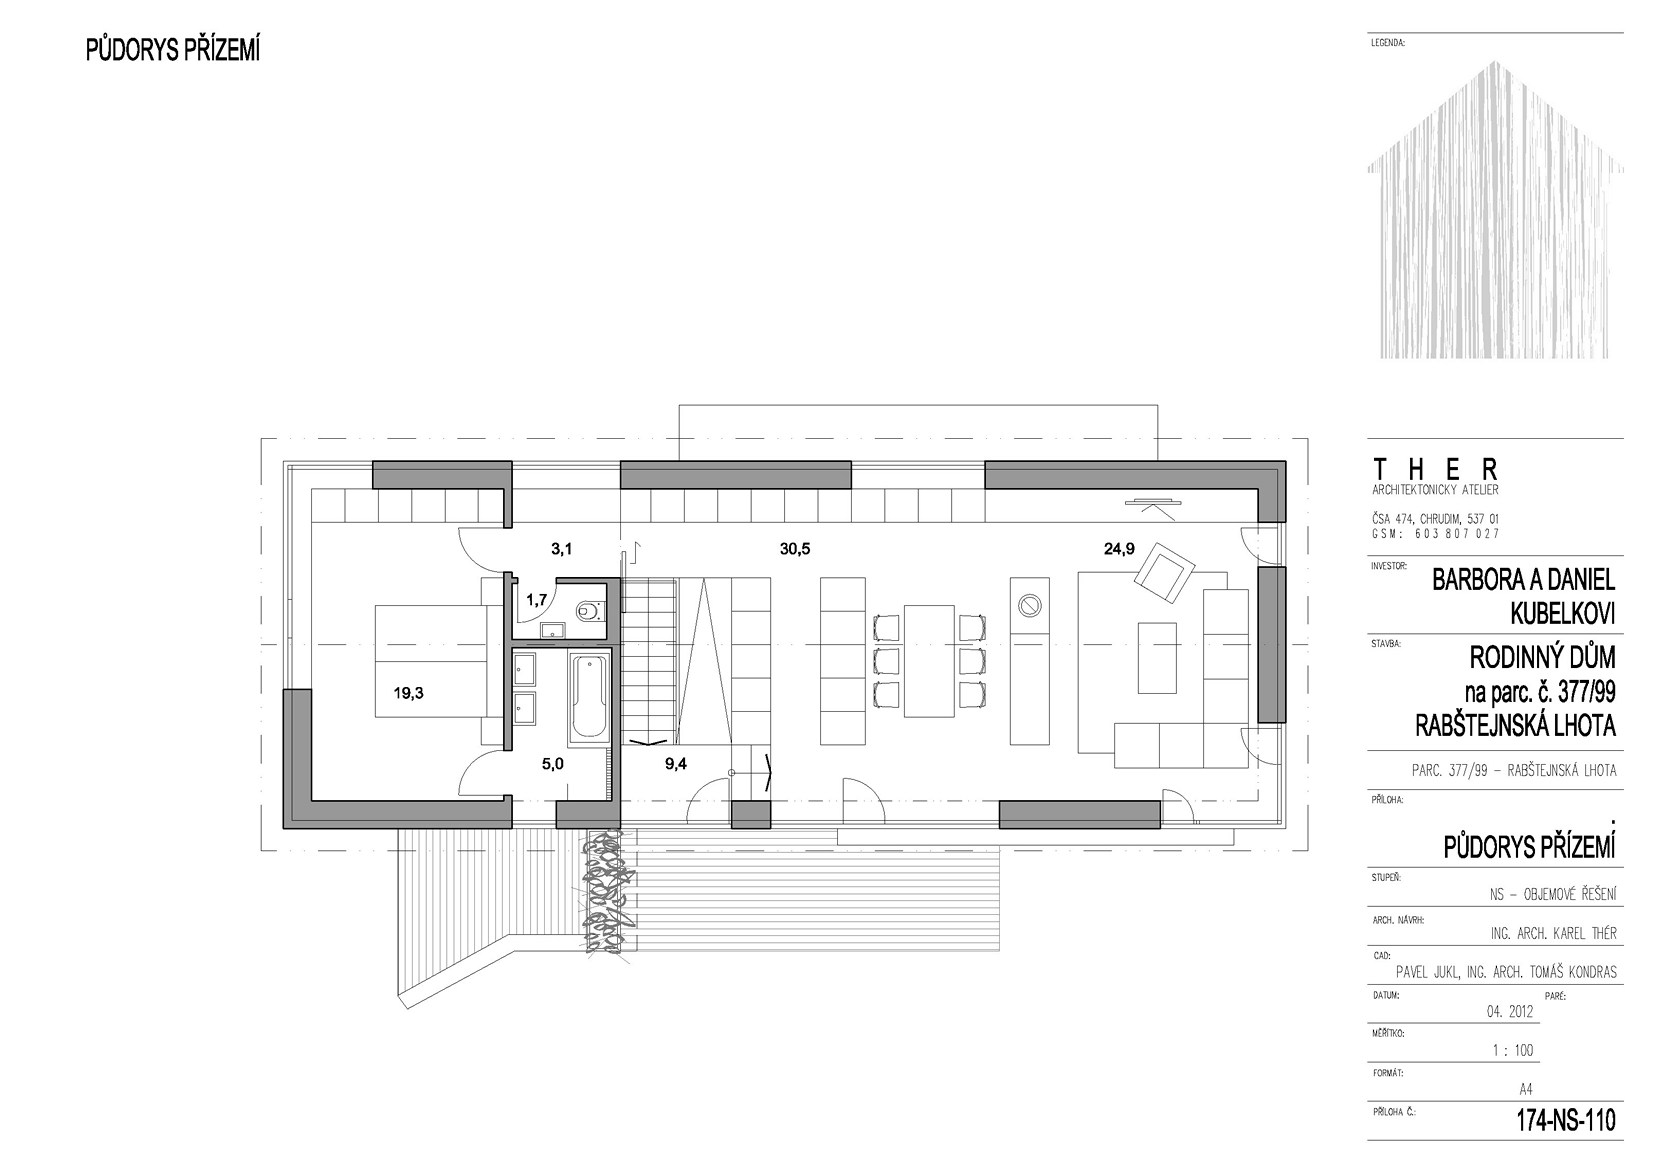 PŮDORYS PŘÍZEMÍ
3,1
30,5
24,9
1,7
19,3
5,0
9,4
LEGENDA:
THER
ARCHITEKTONICKY ATELIER
ČSA 474, CHRUDIM, 537 01
GSM: 603 807 027
INVESTOR:
BARBORA A DANIEL
KUBELKOVI
STAVBA:
RODINNÝ DŮM
na parc. č. 377/99
RABŠTEJNSKÁ LHOTA
PARC. 377/99 – RABŠTEJNSKÁ LHOTA
PŘÍLOHA:
.
PŮDORYS PŘÍZEMÍ
STUPEŇ:
NS – OBJEMOVÉ ŘEŠENÍ
ARCH. NÁVRH:
ING. ARCH. KAREL THÉR
CAD:
PAVEL JUKL, ING. ARCH. TOMÁŠ KONDRAS
DATUM:
PARÉ:
04. 2012
MĚŘÍTKO:
1 : 100
FORMÁT:
A4
PŘÍLOHA Č.:
174-NS-110